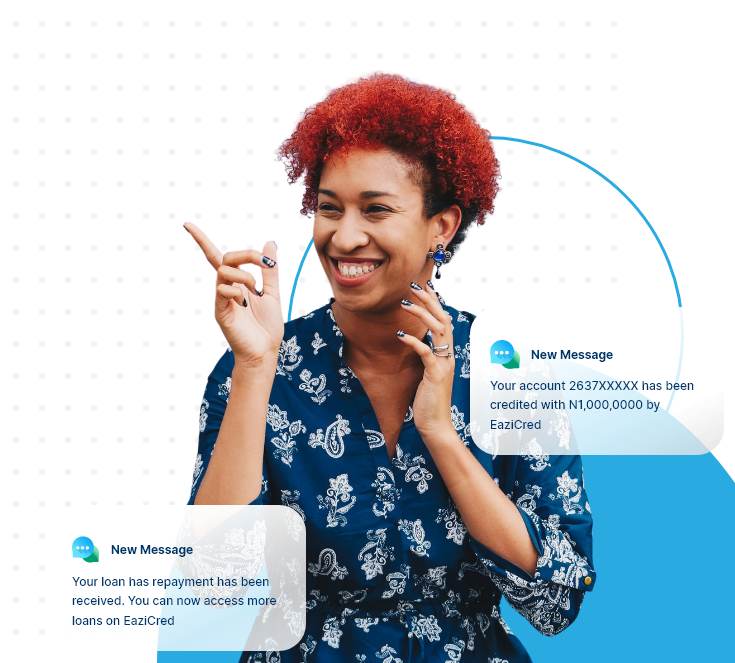 New Message
Your account 2637XXXXX has been
credited with N1,000,0000 by
EaziCred
New Message
Your loan has repayment has been
received. You can now access more
loans on EaziCred